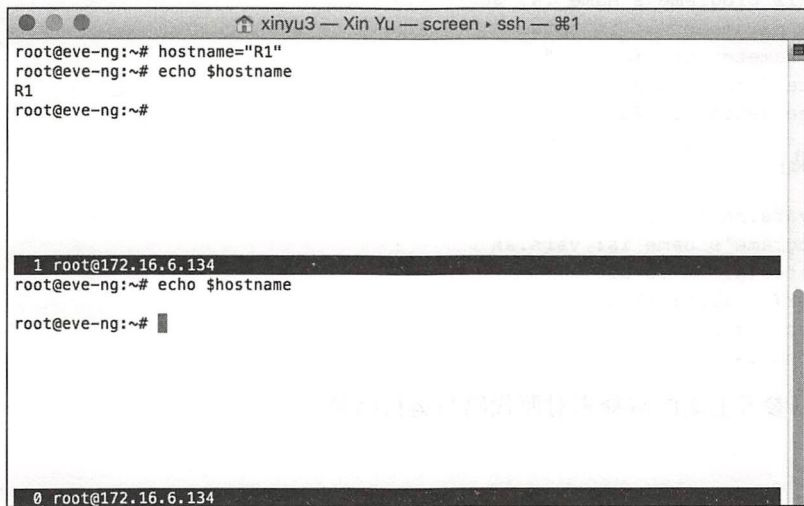 xinyu3 — Xin Yu — screen ▸ ssh — ⌘1
root@eve-ng:~# hostname="R1"
root@eve-ng:~# echo $hostname
R1
root@eve-ng:~#
1 root@172.16.6.134
root@eve-ng:~# echo $hostname
root@eve-ng:~#
0 root@172.16.6.134